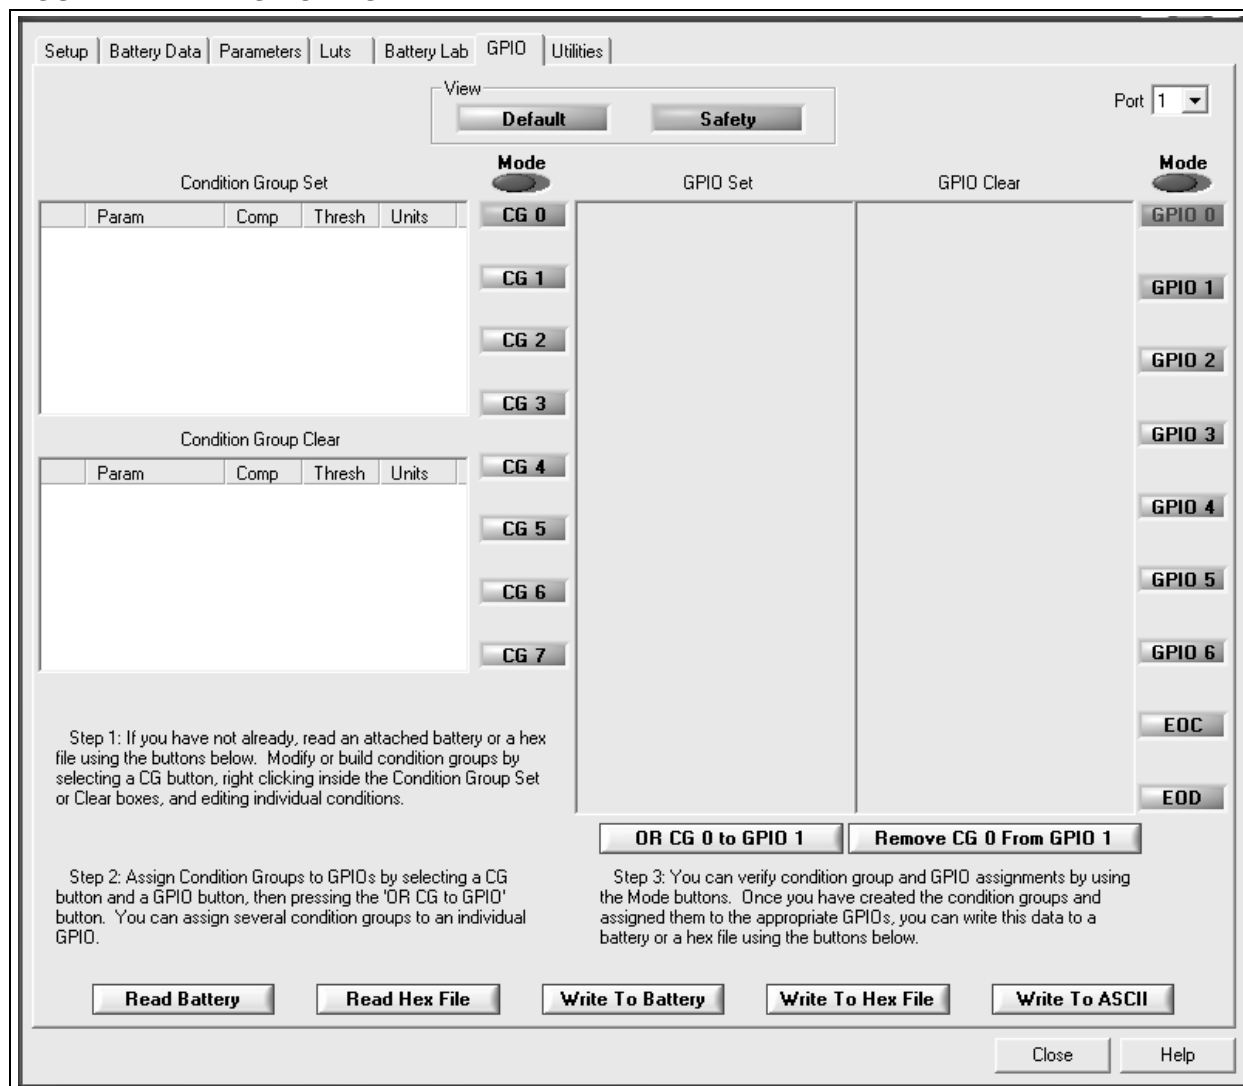 Setup Battery Data Parameters Luts Battery Lab GPIO Utilities
View
Default Safety
Port 1
Mode
Mode
Condition Group Set
GPIO Set
GPIO Clear
Param Comp Thresh Units
CG 0
GPIO 0
CG 1
GPIO 1
CG 2
GPIO 2
CG 3
Condition Group Clear
GPIO 3
Param Comp Thresh Units
CG 4
GPIO 4
CG 5
GPIO 5
CG 6
CG 7
GPIO 6
EOC
Step 1: If you have not already, read an attached battery or a hex
file using the buttons below. Modify or build condition groups by
selecting a CG button, right clicking inside the Condition Group Set
or Clear boxes, and editing individual conditions.
EOD
OR CG 0 to GPIO 1
Remove CG 0 From GPIO 1
Step 2: Assign Condition Groups to GPIOs by selecting a CG
button and a GPIO button, then pressing the 'OR CG to GPIO'
button. You can assign several condition groups to an individual
GPIO.
Step 3: You can verify condition group and GPIO assignments by using
the Mode buttons. Once you have created the condition groups and
assigned them to the appropriate GPIOs, you can write this data to a
battery or a hex file using the buttons below.
Read Battery Read Hex File Write To Battery Write To Hex File Write To ASCII
Close Help